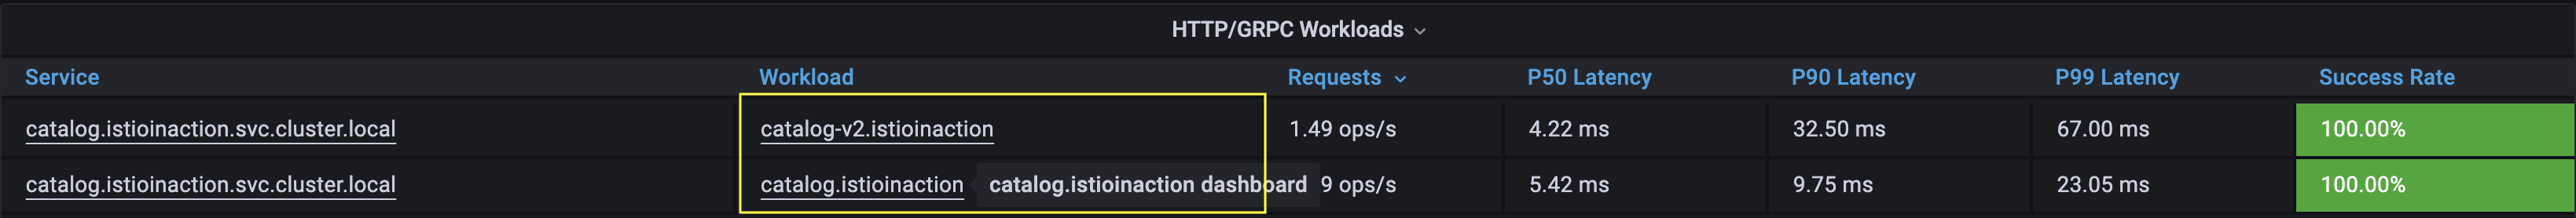 HTTP/GRPC Workloads
Service Workload Requests P50 Latency P90 Latency P99 Latency Success Rate
catalog.istioinaction.svc.cluster.local catalog-v2.istioinaction 1.49 ops/s 4.22 ms 32.50 ms 67.00 ms 100.00%
catalog.istioinaction.svc.cluster.local catalog.istioinaction catalog.istioinaction dashboard 9 ops/s 5.42 ms 9.75 ms 23.05 ms 100.00%